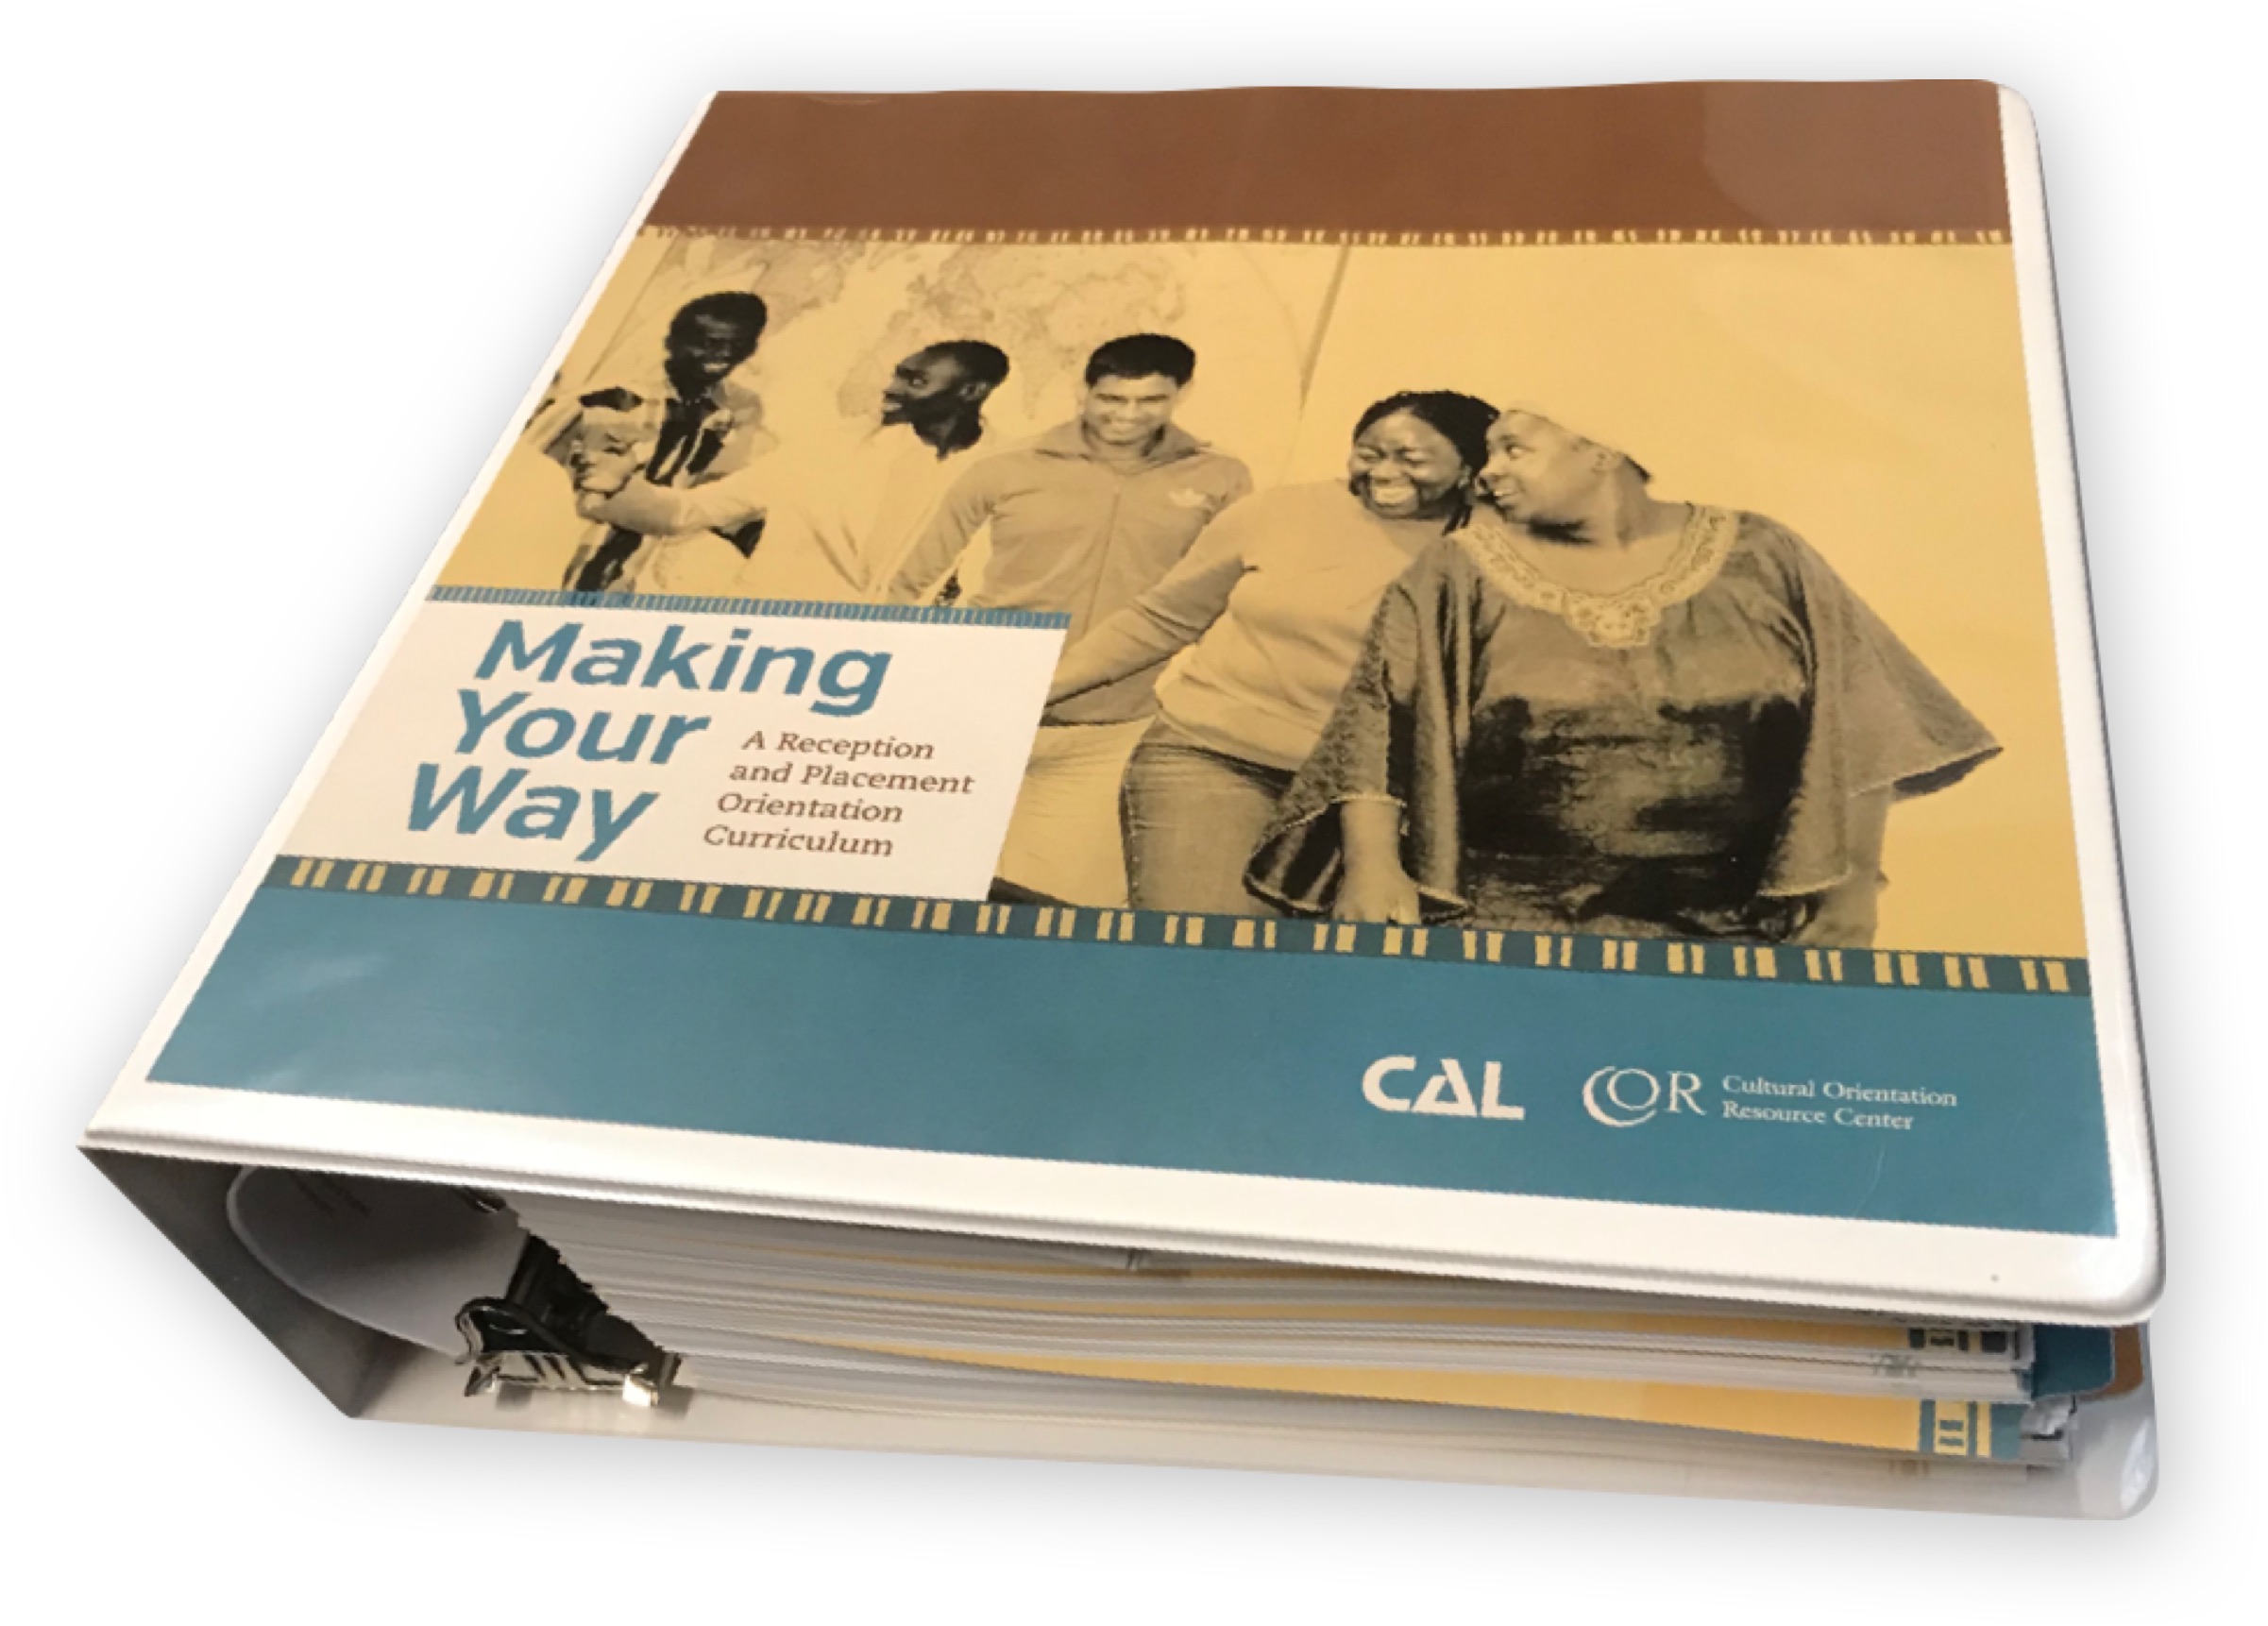 Making
Your
Way
A Reception
and Placement
Orientation
Curriculum
CAL
COR
Cultural Orientation
Resource Center